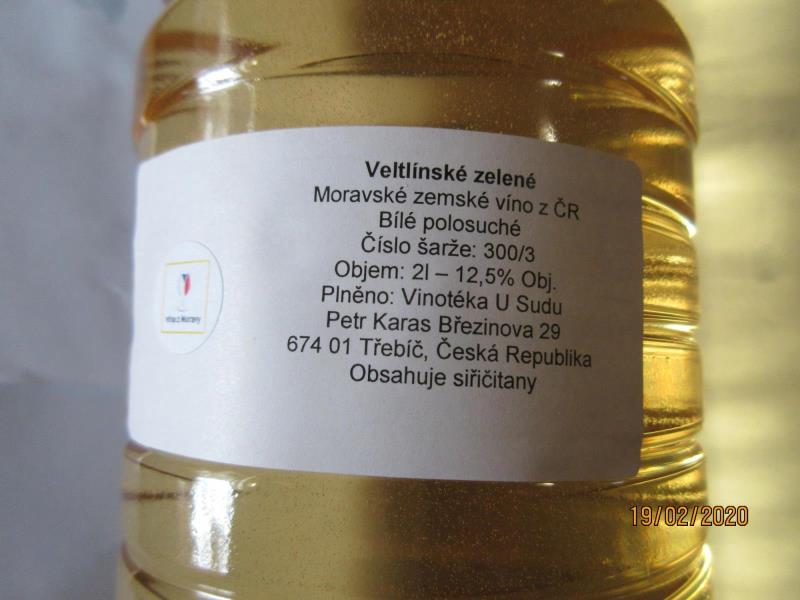 Veltlínské zelené
Moravské zemské víno z ČR
Bílé polosuché
Číslo šarže: 300/3
Objem: 2l – 12,5% Obj.
Plněno: Vinotéka U Sudu
Petr Karas Březinova 29
674 01 Třebíč, Česká Republika
Obsahuje siřičitany
z Moravy
19/02/2020